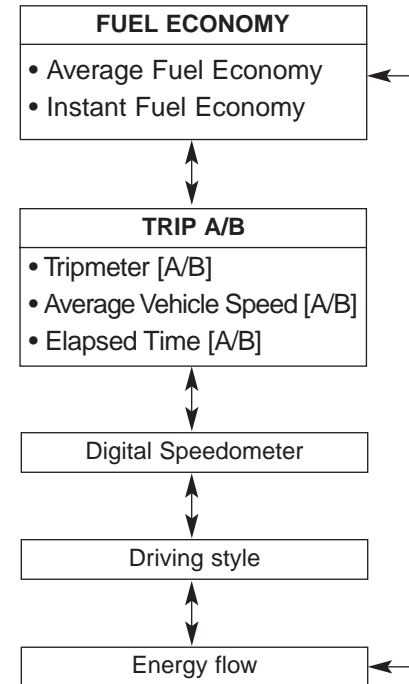 FUEL ECONOMY
• Average Fuel Economy
• Instant Fuel Economy
TRIP A/B
• Tripmeter [A/B]
• Average Vehicle Speed [A/B]
• Elapsed Time [A/B]
Digital Speedometer
Driving style
Energy flow